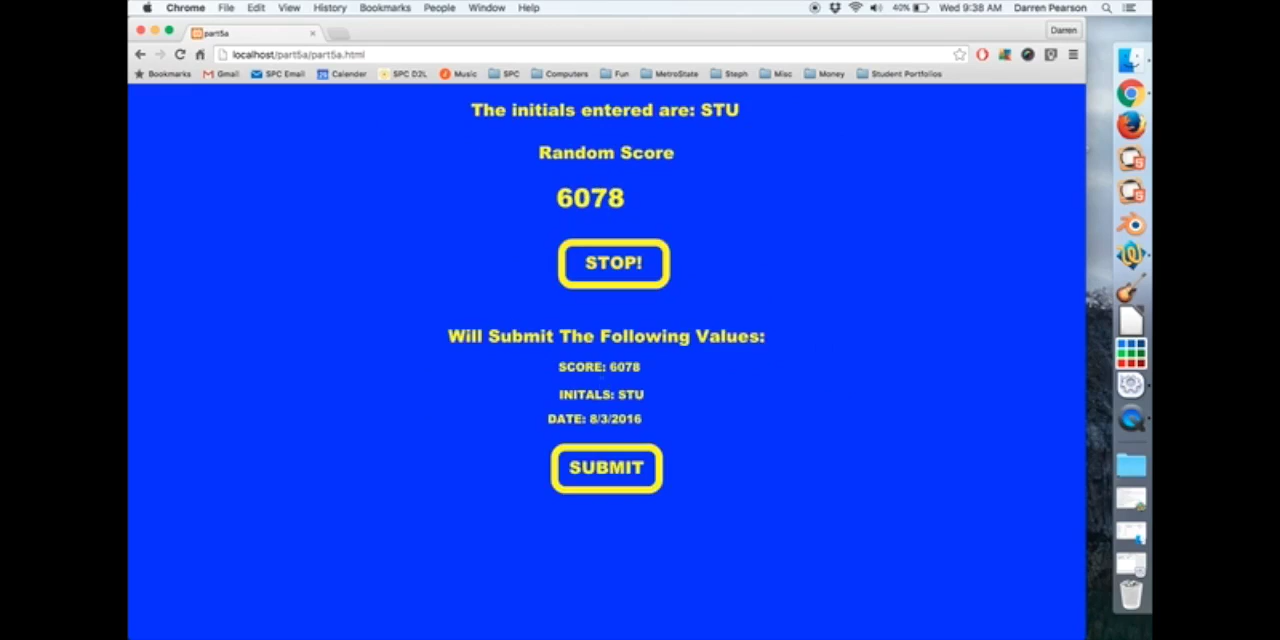 Chrome File Edit View History Bookmarks People Window Help 40% Wed 9:38 AM Darren Pearson
part5a Darren
localhost/part5a/part5a.html
Bookmarks Gmail SPC Email Calender SPC D2L Music SPC Computers Fun MetroState Steph Misc Money Student Portfolios
The initials entered are: STU
Random Score
6078
STOP!
Will Submit The Following Values:
SCORE: 6078
INITALS: STU
DATE: 8/3/2016
SUBMIT